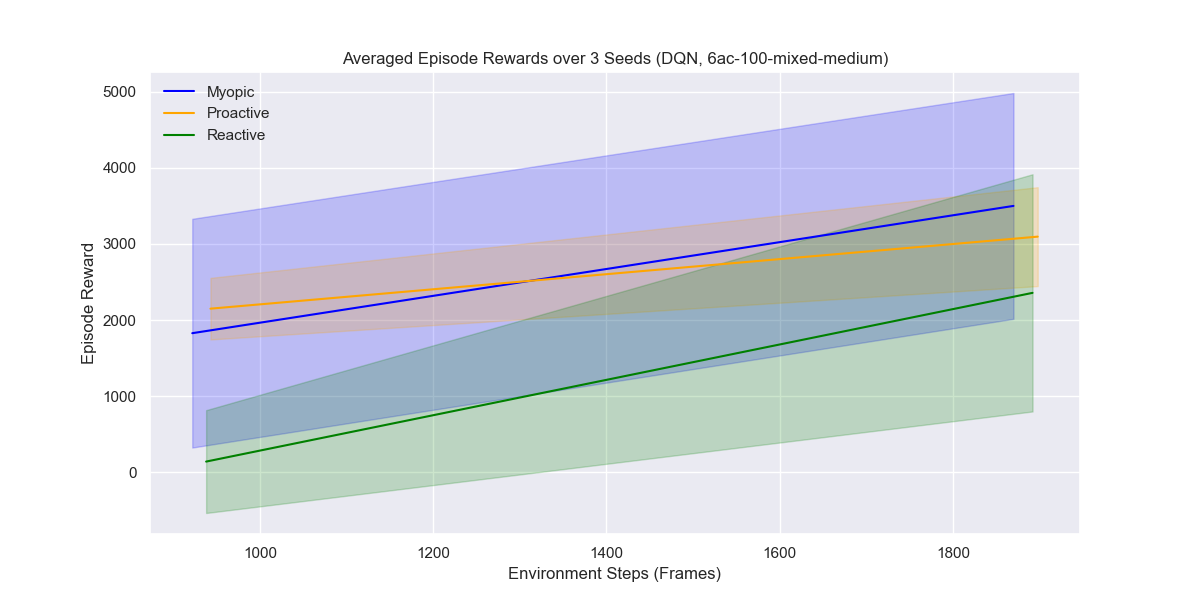 Averaged Episode Rewards over 3 Seeds (DQN, 6ac-100-mixed-medium)
Myopic
Proactive
Reactive
Episode Reward
5000
4000
3000
2000
1000
0
1000 1200 1400 1600 1800
Environment Steps (Frames)